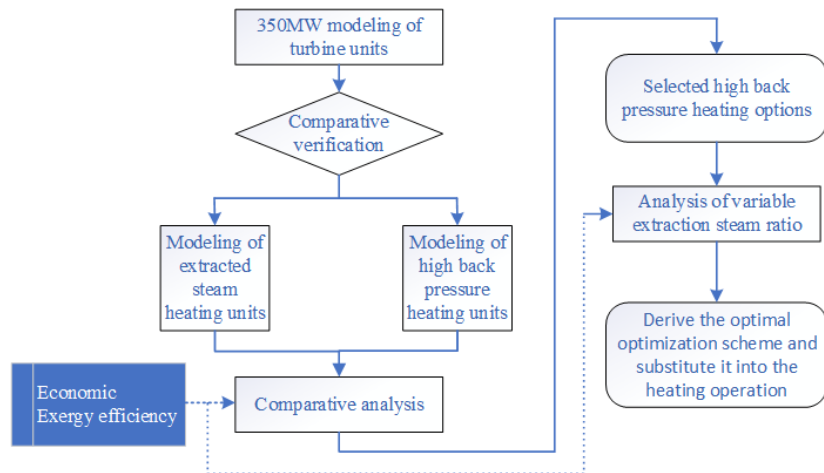 350MW modeling of
turbine units
Comparative
verification
Modeling of
extracted
steam
heating units
Modeling of
high back
pressure
heating units
Economic
Exergy efficiency
Comparative analysis
Selected high back
pressure heating options
Analysis of variable
extraction steam ratio
Derive the optimal
optimization scheme and
substitute it into the
heating operation